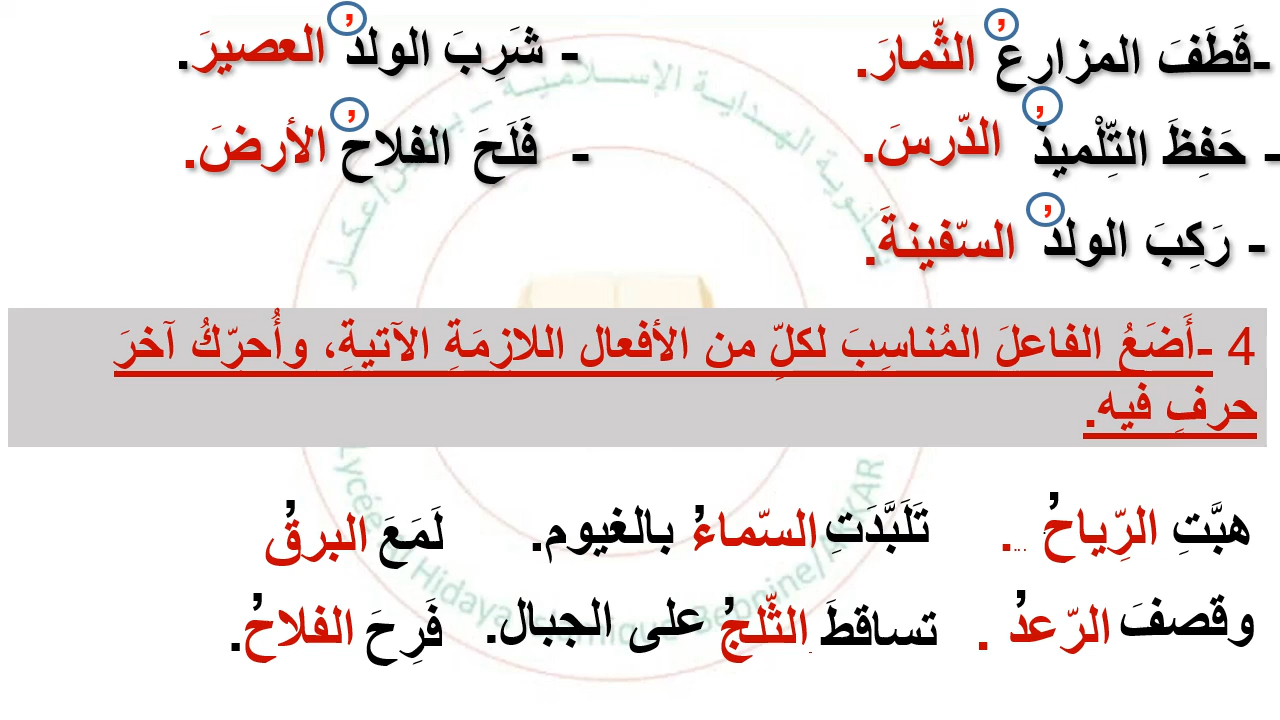 -قَطَفَ المزارعُ الثّمارَ. - شَرِبَ الولدُ العصيرَ.
- حَفِظَ التِّلْميذُ الدّرسَ. - فَلَحَ الفلاحُ الأرضَ.
- رَكِبَ الولدُ السّفينةَ.
4 -أَضَعُ الفاعلَ المُناسِبَ لكلِّ من الأفعال اللازِمَةِ الآتيةِ، وأُحرّكُ آخرَ
حرفِ فيه.
هبَّتِ الرِّياحُ ... . تَلَبَّدَتِ السّماءُ بالغيوم. لَمَعَ البرقُ
وقصفَ الرّعدُ . تساقطَ الثّلجُ على الجبال. فَرِحَ الفلاحُ.